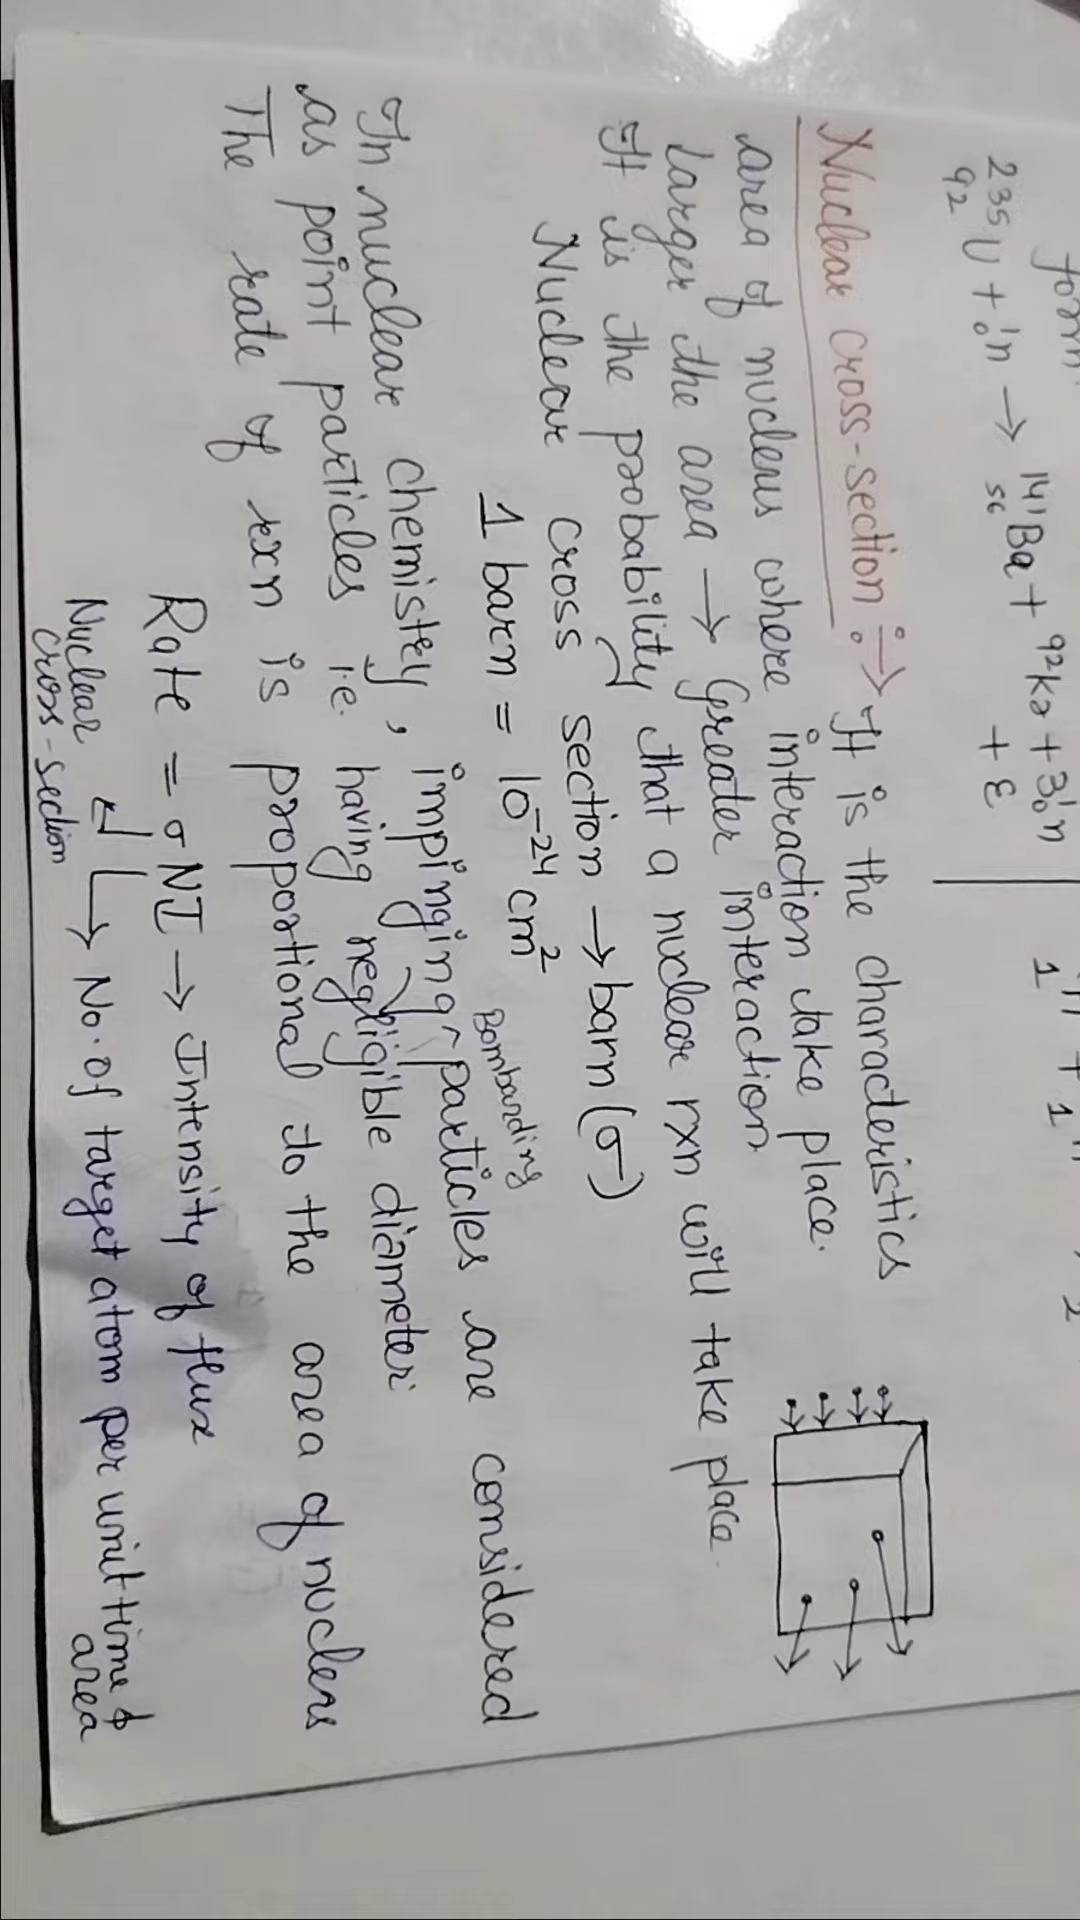 form
²³⁵₉₂U + ¹₀n → ¹⁴¹₅₆Ba + ⁹²Kr + 3¹₀n
+ E
Nuclear cross-section :→ It is the characteristics
area of nucleus where interaction take place.
Larger the area → Greater interaction
It is the probability that a nuclear rxn will take place.
Nuclear cross section → barn (σ)
1 barn = 10⁻²⁴ cm²
Bombarding
In nuclear chemistry, impinging ^ particles are considered
as point particles i.e. having negligible diameter.
The rate of rxn is proportional to the area of nucleus
Rate = σNI → Intensity of flux
Nuclear cross-section
No. of target atom per unit time & area